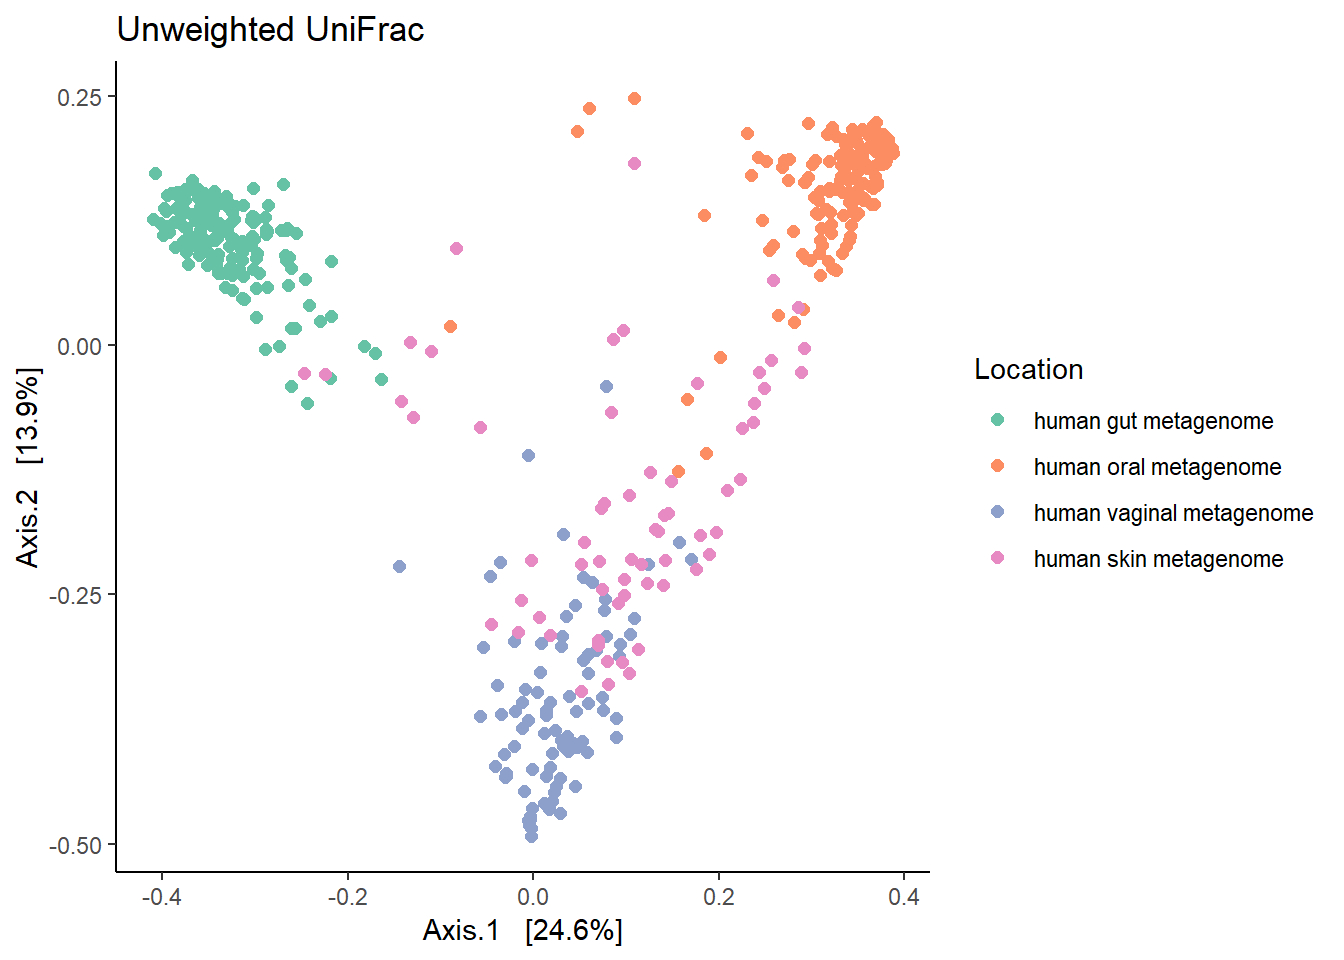 Unweighted UniFrac
0.25
0.00
-0.25
-0.50
Axis.2 [13.9%]
-0.4
-0.2
0.0
0.2
0.4
Axis.1 [24.6%]
Location
human gut metagenome
human oral metagenome
human vaginal metagenome
human skin metagenome